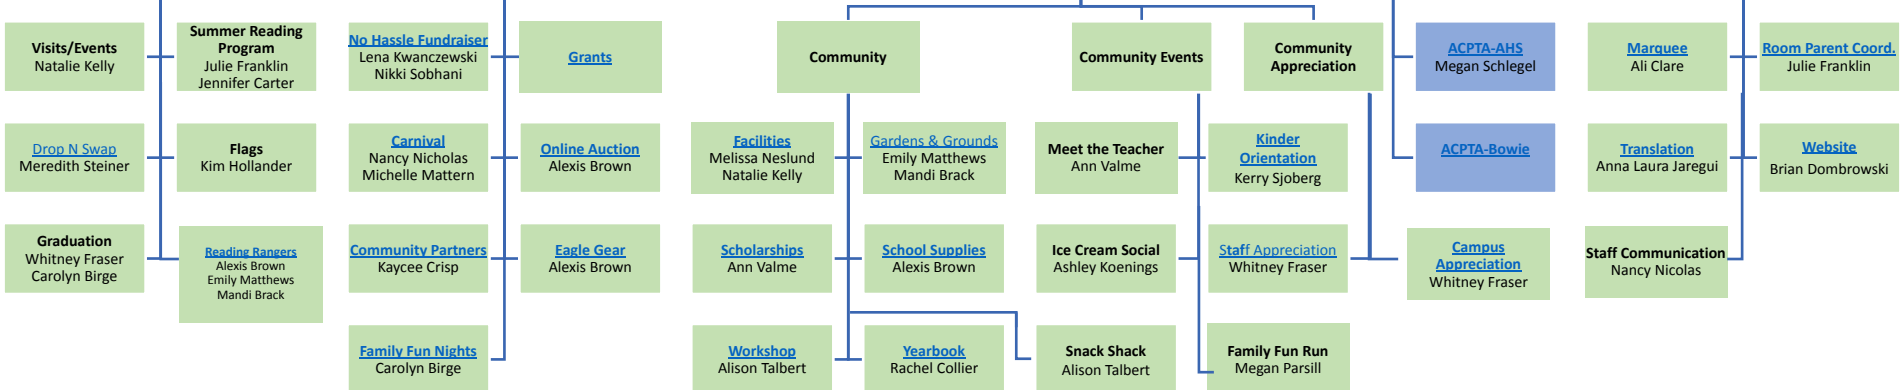 Visits/Events
Natalie Kelly
Summer Reading
Program
Julie Franklin
Jennifer Carter
No Hassle Fundraiser
Lena Kwanczewski
Nikki Sobhani
Grants
Community
Community Events
Community
Appreciation
ACPTA-AHS
Megan Schlegel
Marquee
Ali Clare
Room Parent Coord.
Julie Franklin
Drop N Swap
Meredith Steiner
Flags
Kim Hollander
Carnival
Nancy Nicholas
Michelle Mattern
Online Auction
Alexis Brown
Facilities
Melissa Neslund
Natalie Kelly
Gardens & Grounds
Emily Matthews
Mandi Brack
Meet the Teacher
Ann Valme
Kinder
Orientation
Kerry Sjoberg
ACPTA-Bowie
Translation
Anna Laura Jaregui
Website
Brian Dombrowski
Graduation
Whitney Fraser
Carolyn Birge
Reading Rangers
Alexis Brown
Emily Matthews
Mandi Brack
Community Partners
Kaycee Crisp
Eagle Gear
Alexis Brown
Scholarships
Ann Valme
School Supplies
Alexis Brown
Ice Cream Social
Ashley Koenings
Staff Appreciation
Whitney Fraser
Campus
Appreciation
Whitney Fraser
Staff Communication
Nancy Nicolas
Family Fun Nights
Carolyn Birge
Workshop
Alison Talbert
Yearbook
Rachel Collier
Snack Shack
Alison Talbert
Family Fun Run
Megan Parsill